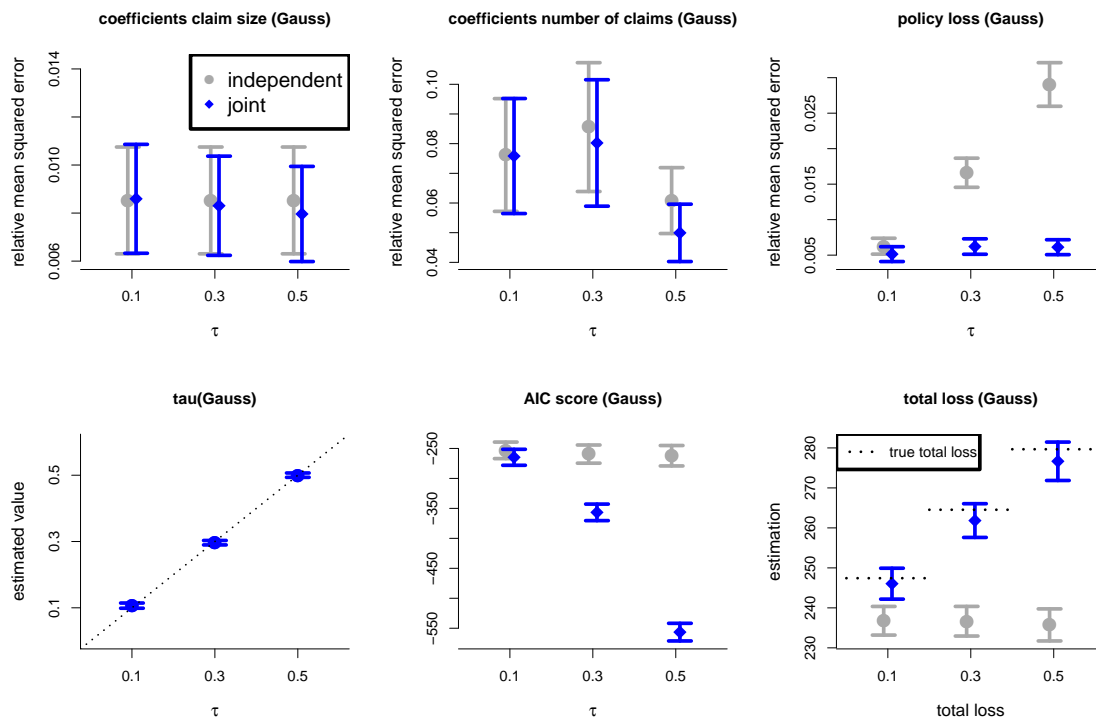 coefficients claim size (Gauss)
relative mean squared error
0.006
0.010
0.014
independent
joint
0.1
0.3
0.5
τ
coefficients number of claims (Gauss)
relative mean squared error
0.04
0.06
0.08
0.10
0.1
0.3
0.5
τ
policy loss (Gauss)
relative mean squared error
0.005
0.015
0.025
0.1
0.3
0.5
τ
tau(Gauss)
estimated value
0.1
0.3
0.5
0.1
0.3
0.5
τ
AIC score (Gauss)
−550
−450
−350
−250
0.1
0.3
0.5
τ
total loss (Gauss)
estimation
230
240
250
260
270
280
true total loss
0.1
0.3
0.5
total loss